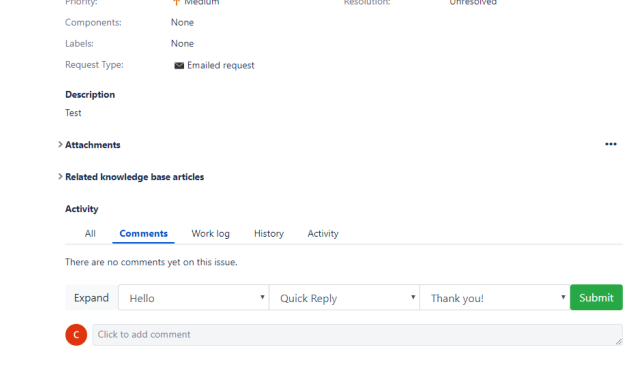 Priority: Medium Resolution: Unresolved
Components: None
Labels: None
Request Type: Emailed request
Description
Test
Attachments
Related knowledge base articles
Activity
All Comments Work log History Activity
There are no comments yet on this issue.
Expand Hello Quick Reply Thank you! Submit
C Click to add comment